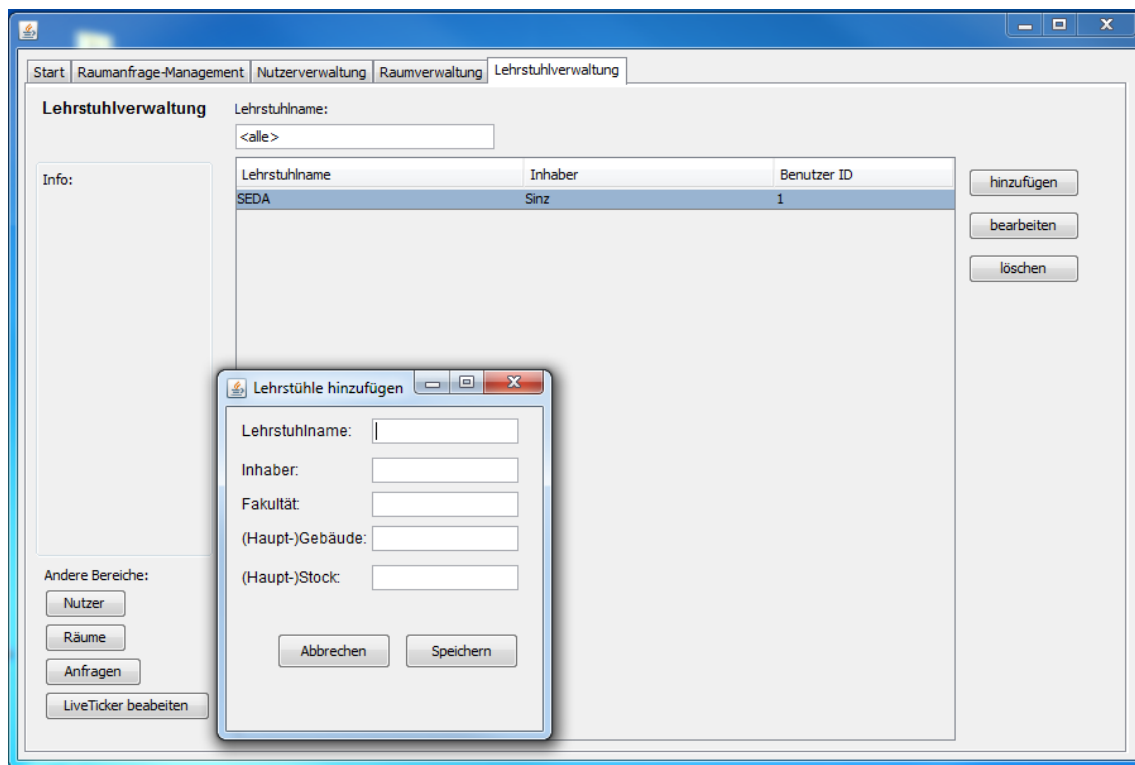 Start Raumanfrage-Management Nutzerverwaltung Raumverwaltung Lehrstuhlverwaltung
Lehrstuhlverwaltung
Lehrstuhlname:
<alle>
Info:
Lehrstuhlname Inhaber Benutzer ID
SEDA Sinz 1
hinzufügen
bearbeiten
löschen
Lehrstühle hinzufügen
Lehrstuhlname:
Inhaber:
Fakultät:
(Haupt-)Gebäude:
(Haupt-)Stock:
Abbrechen Speichern
Andere Bereiche:
Nutzer
Räume
Anfragen
LiveTicker beabeiten